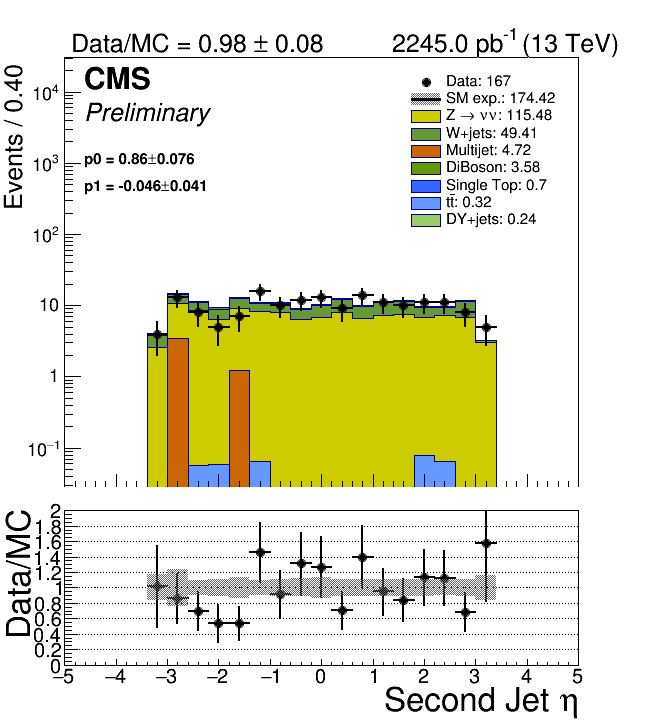 Data/MC = 0.98 ± 0.08
2245.0 pb⁻¹ (13 TeV)
CMS
Preliminary
p0 = 0.86±0.076
p1 = -0.046±0.041
Data: 167
SM exp.: 174.42
Z → νν: 115.48
W+jets: 49.41
Multijet: 4.72
DiBoson: 3.58
Single Top: 0.7
tt̄: 0.32
DY+jets: 0.24
Events / 0.40
10⁴
10³
10²
10
1
10⁻¹
Data/MC
2
1.8
1.6
1.4
1.2
1
0.8
0.6
0.4
0.2
0
−5 −4 −3 −2 −1 0 1 2 3 4 5
Second Jet η